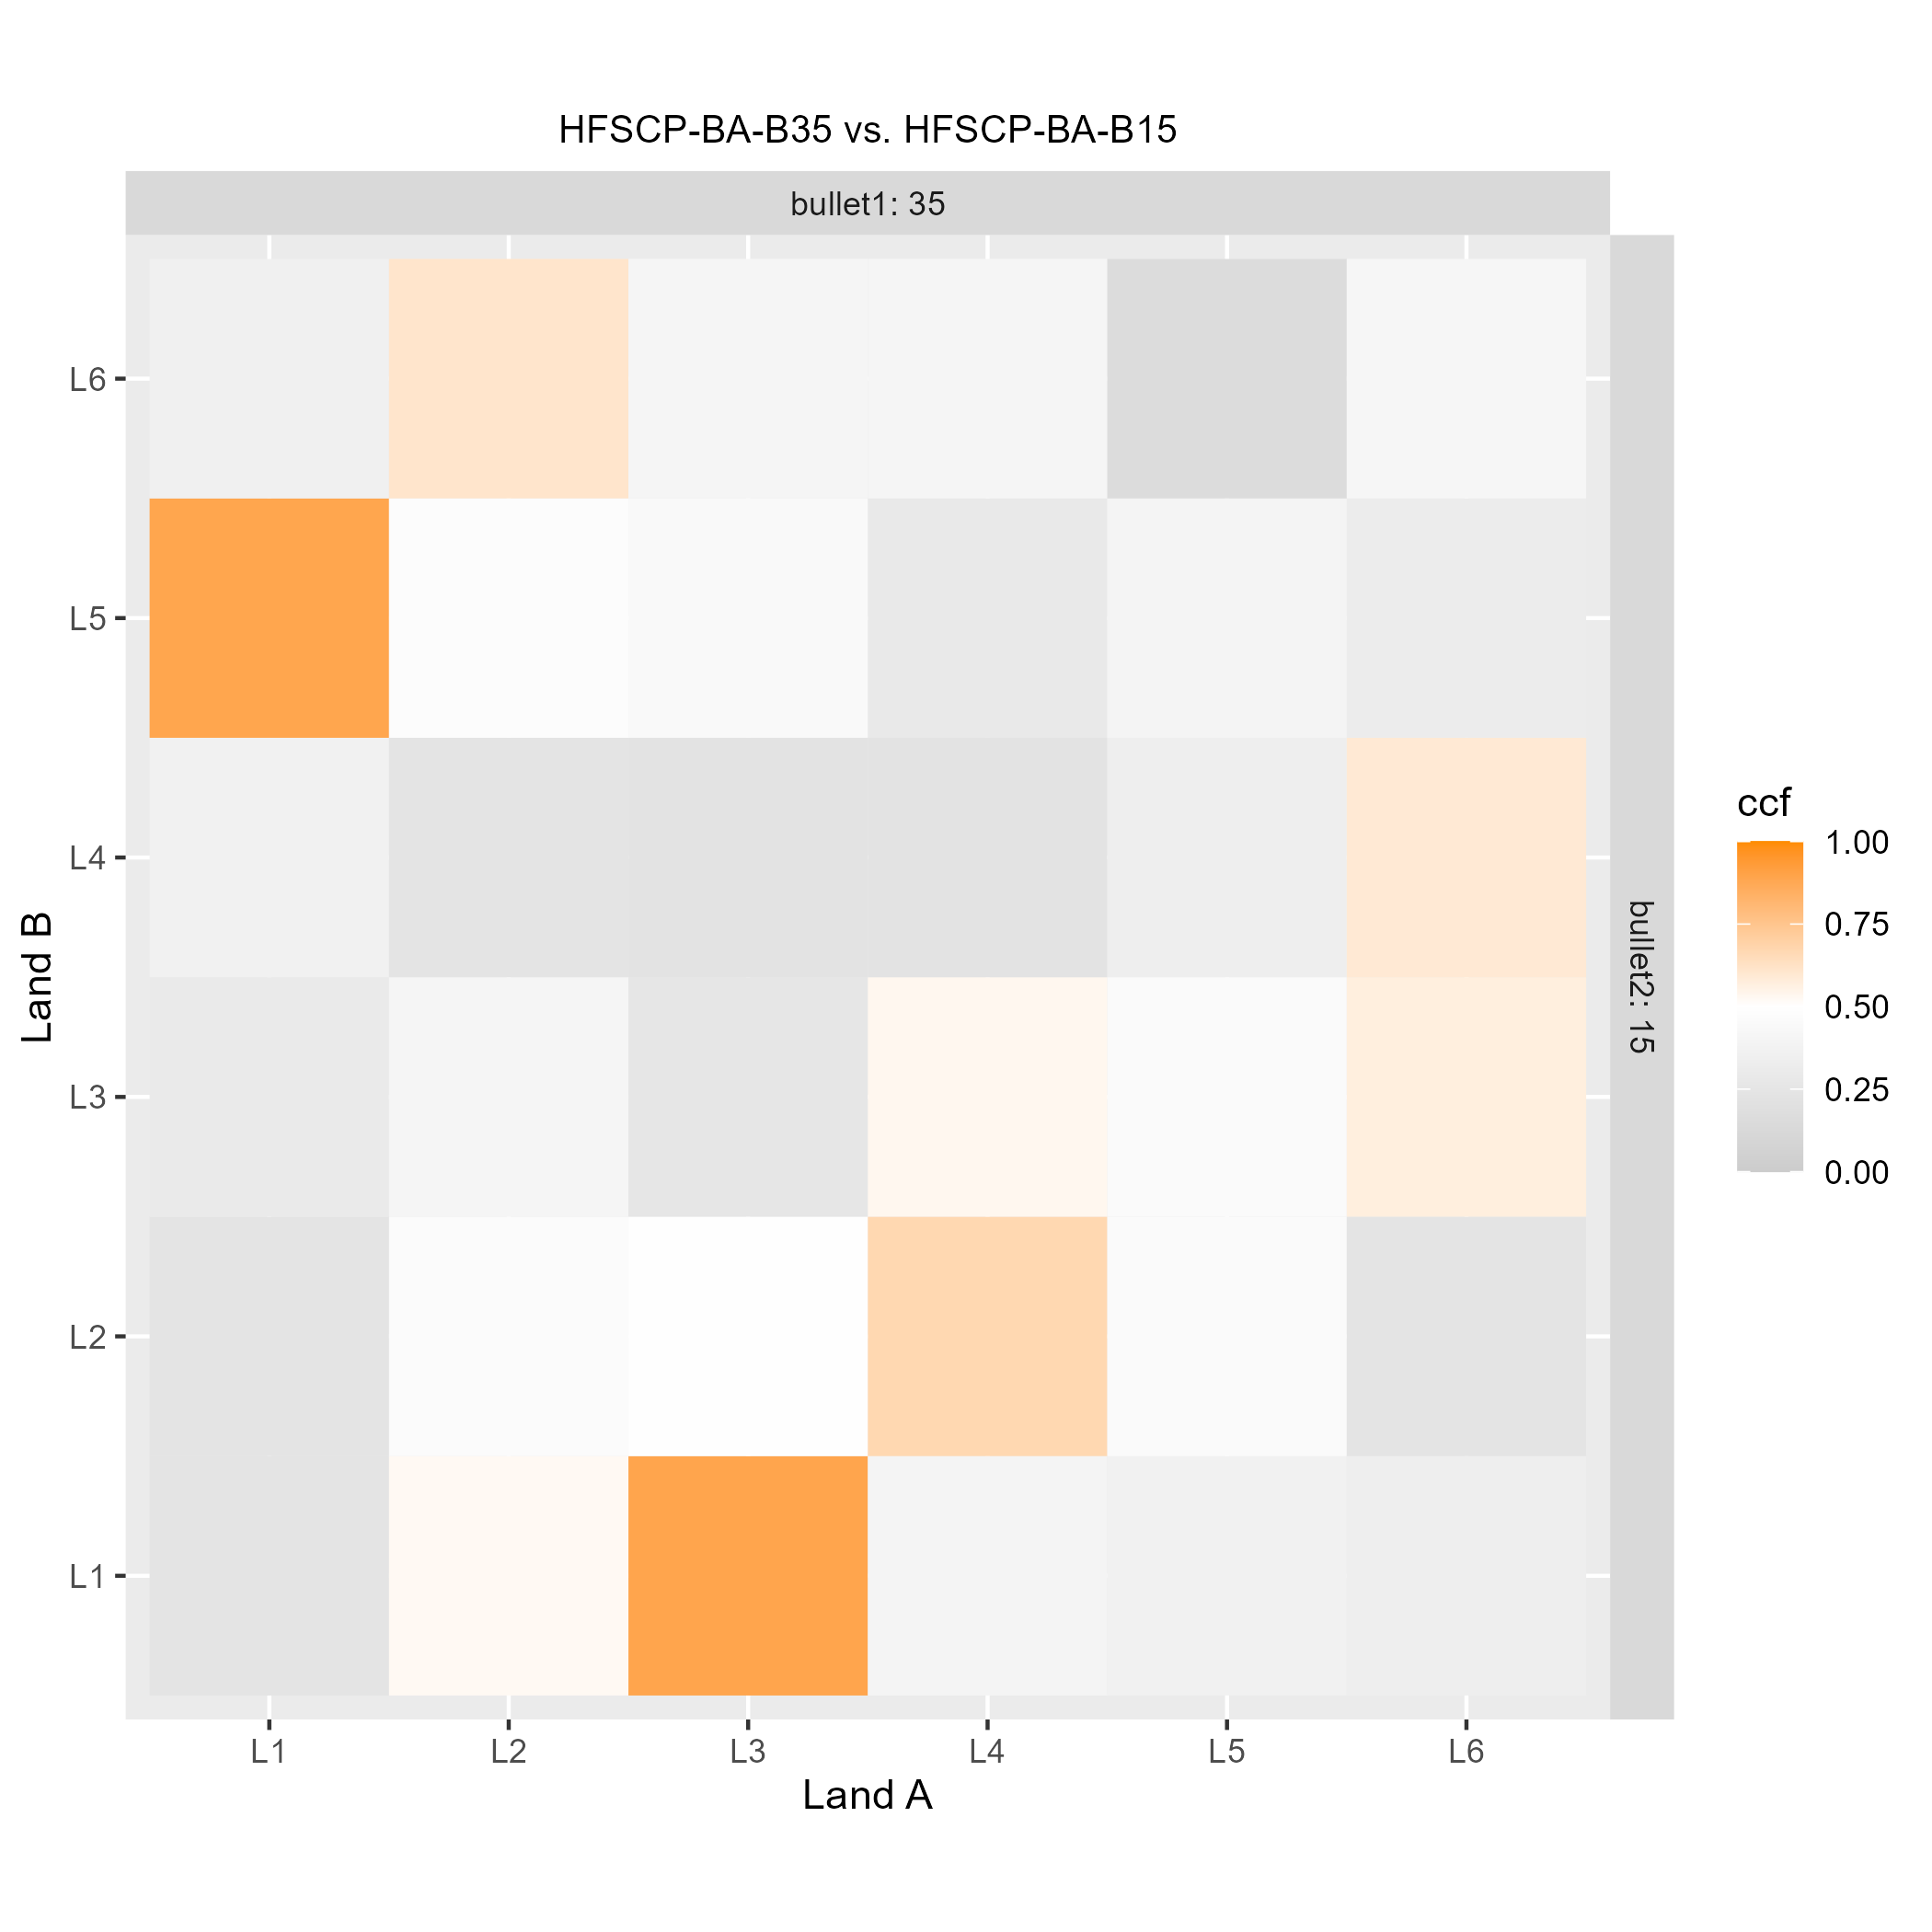 HFSCP-BA-B35 vs. HFSCP-BA-B15
bullet1: 35
L6
L5
L4
L3
L2
L1
Land B
L1 L2 L3 L4 L5 L6
Land A
bullet2: 15
ccf
1.00
0.75
0.50
0.25
0.00